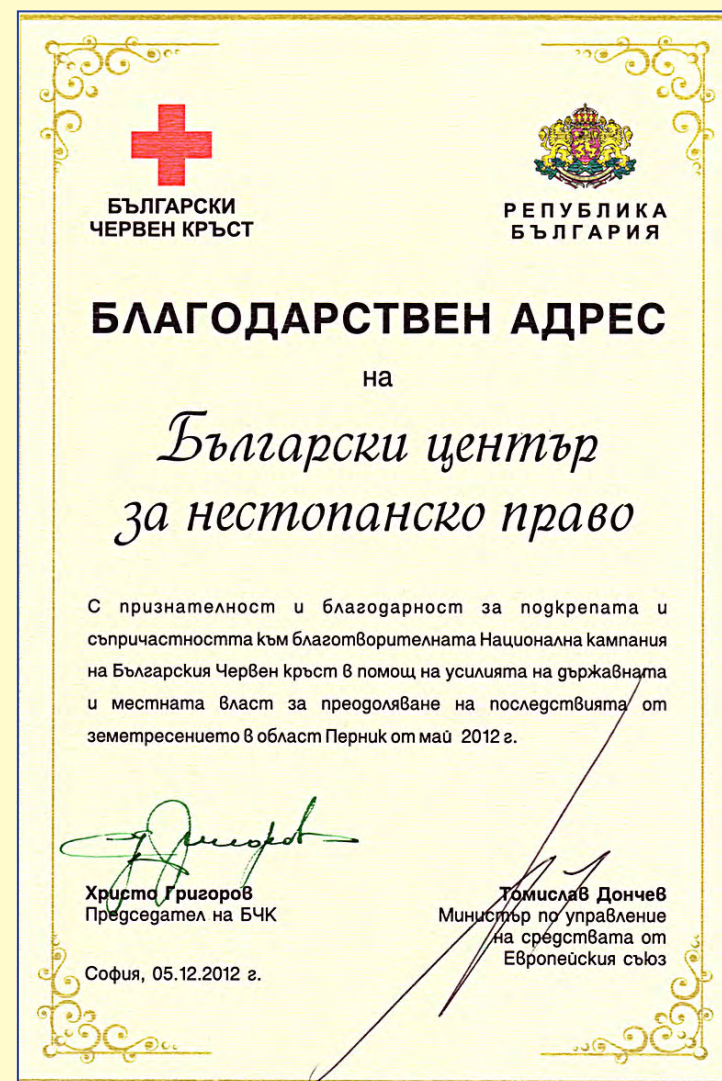 БЪЛГАРСКИ
ЧЕРВЕН КРЪСТ
РЕПУБЛИКА
БЪЛГАРИЯ
БЛАГОДАРСТВЕН АДРЕС
на
Български център
за нестопанско право
С признателност и благодарност за подкрепата и
съпричастността към благотворителната Национална кампания
на Българския Червен кръст в помощ на усилията на държавната
и местната власт за преодоляване на последствията от
земетресението в област Перник от май 2012 г.
Христо Григоров
Председател на БЧК
Томислав Дончев
Министър по управление
на средствата от
Европейския съюз
София, 05.12.2012 г.